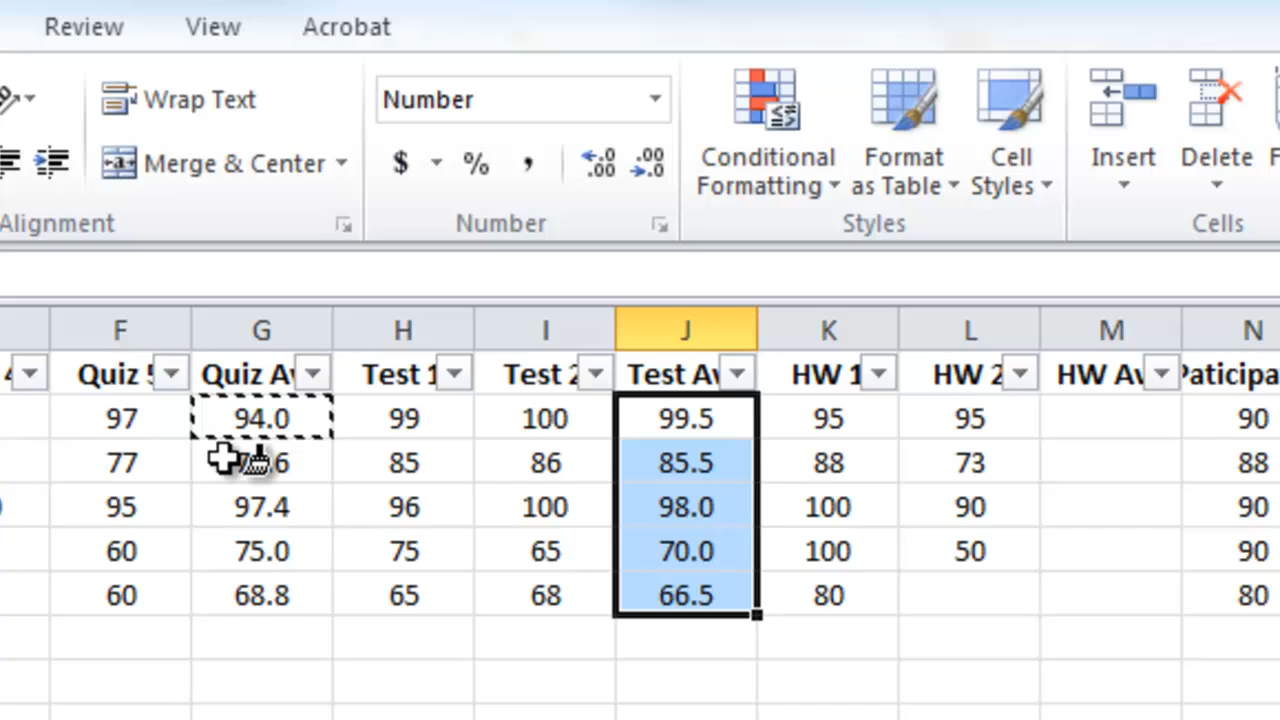 Review View Acrobat
Wrap Text Number
Merge & Center $ % , .0 .00 .00 .0
Conditional Formatting Format as Table Cell Styles Insert Delete
Alignment Number Styles Cells
F G H I J K L M N
4 Quiz 5 Quiz Av Test 1 Test 2 Test Av HW 1 HW 2 HW Av Paticipa
97 94.0 99 100 99.5 95 95 90
77 .6 85 86 85.5 88 73 88
95 97.4 96 100 98.0 100 90 90
60 75.0 75 65 70.0 100 50 90
60 68.8 65 68 66.5 80 80